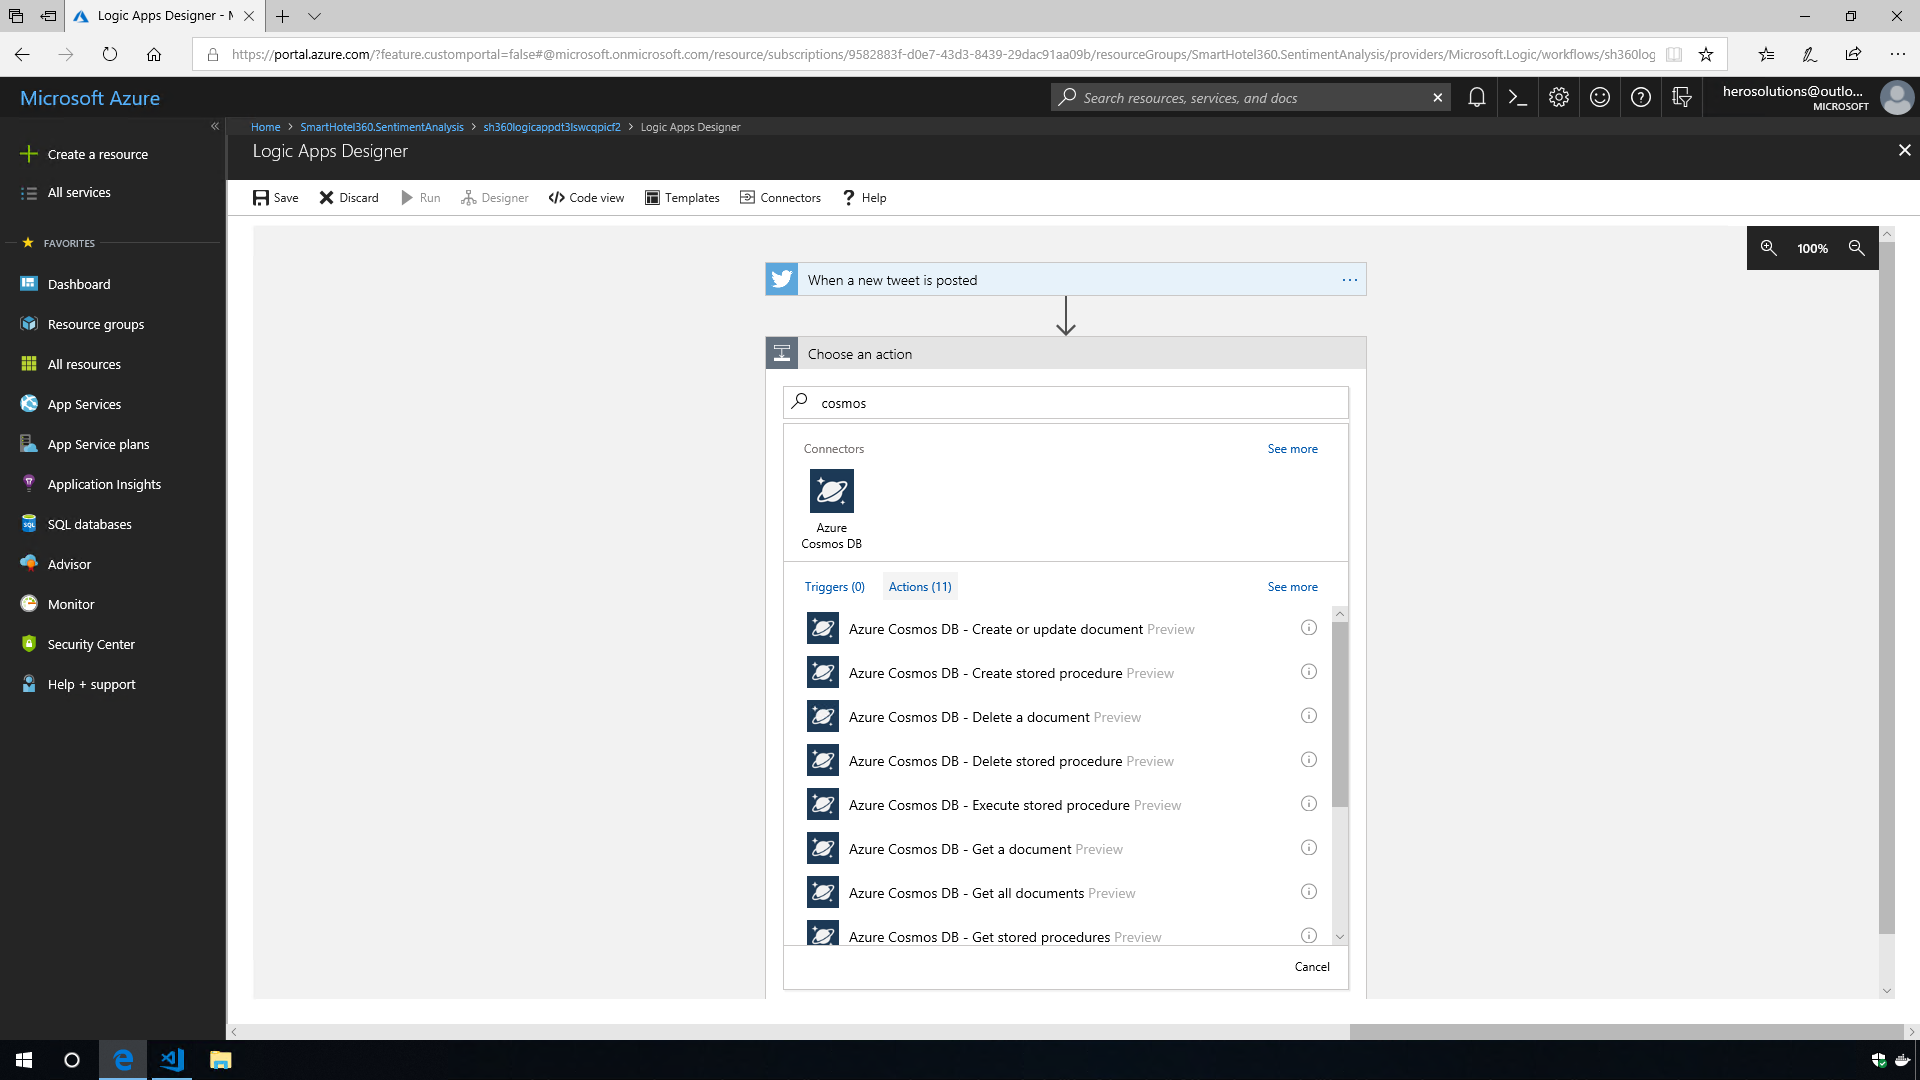 Logic Apps Designer - M
https://portal.azure.com/?feature.customportal=false#@microsoft.onmicrosoft.com/resource/subscriptions/9582883f-d0e7-43d3-8439-29dac91aa09b/resourceGroups/SmartHotel360.SentimentAnalysis/providers/Microsoft.Logic/workflows/sh360log
Microsoft Azure
Search resources, services, and docs
herosolutions@outlo...
MICROSOFT
Home > SmartHotel360.SentimentAnalysis > sh360logicappdt3lswcqpicf2 > Logic Apps Designer
Logic Apps Designer
Create a resource
All services
FAVORITES
Dashboard
Resource groups
All resources
App Services
App Service plans
Application Insights
SQL databases
Advisor
Monitor
Security Center
Help + support
Save
Discard
Run
Designer
Code view
Templates
Connectors
Help
100%
When a new tweet is posted
Choose an action
cosmos
Connectors
See more
Azure
Cosmos DB
Triggers (0)
Actions (11)
See more
Azure Cosmos DB - Create or update document Preview
Azure Cosmos DB - Create stored procedure Preview
Azure Cosmos DB - Delete a document Preview
Azure Cosmos DB - Delete stored procedure Preview
Azure Cosmos DB - Execute stored procedure Preview
Azure Cosmos DB - Get a document Preview
Azure Cosmos DB - Get all documents Preview
Azure Cosmos DB - Get stored procedures Preview
Cancel